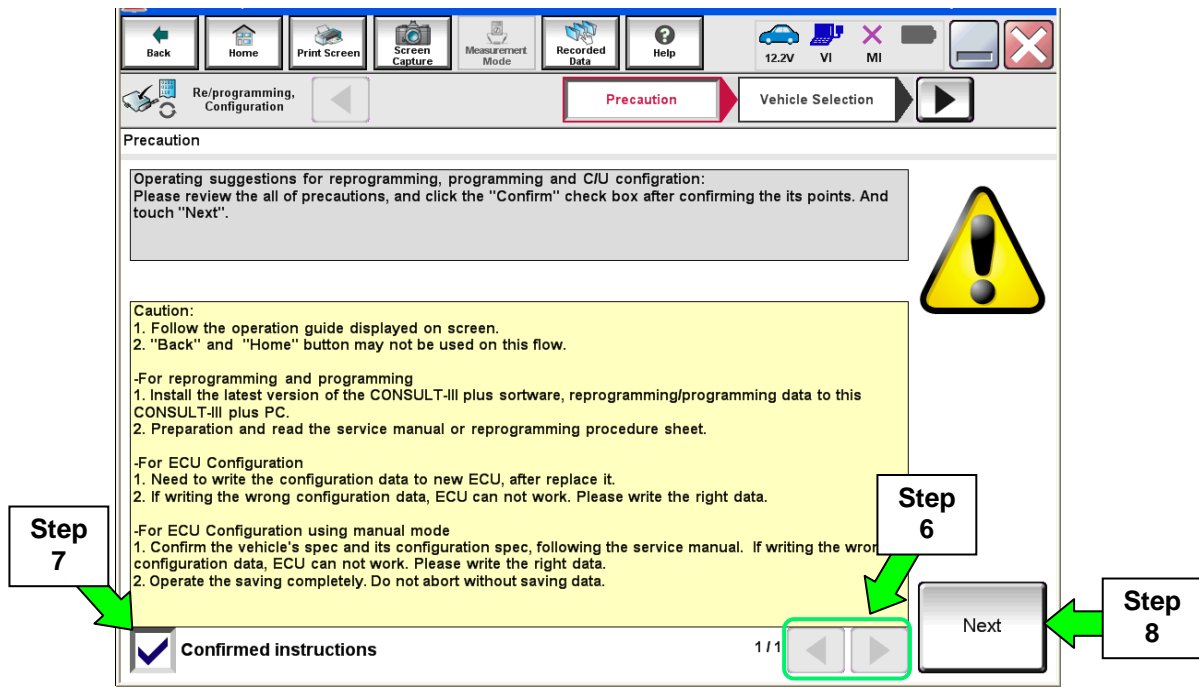 Back
Home
Print Screen
Screen
Capture
Measurement
Mode
Recorded
Data
Help
12.2V
VI
MI
Re/programming,
Configuration
Precaution
Vehicle Selection
Precaution
Operating suggestions for reprogramming, programming and C/U configration:
Please review the all of precautions, and click the "Confirm" check box after confirming the its points. And
touch "Next".
Caution:
1. Follow the operation guide displayed on screen.
2. "Back" and "Home" button may not be used on this flow.
-For reprogramming and programming
1. Install the latest version of the CONSULT-III plus sortware, reprogramming/programming data to this
CONSULT-III plus PC.
2. Preparation and read the service manual or reprogramming procedure sheet.
-For ECU Configuration
1. Need to write the configuration data to new ECU, after replace it.
2. If writing the wrong configuration data, ECU can not work. Please write the right data.
-For ECU Configuration using manual mode
1. Confirm the vehicle's spec and its configuration spec, following the service manual. If writing the wron
configuration data, ECU can not work. Please write the right data.
2. Operate the saving completely. Do not abort without saving data.
Step
6
Step
7
Confirmed instructions
1/1
Next
Step
8